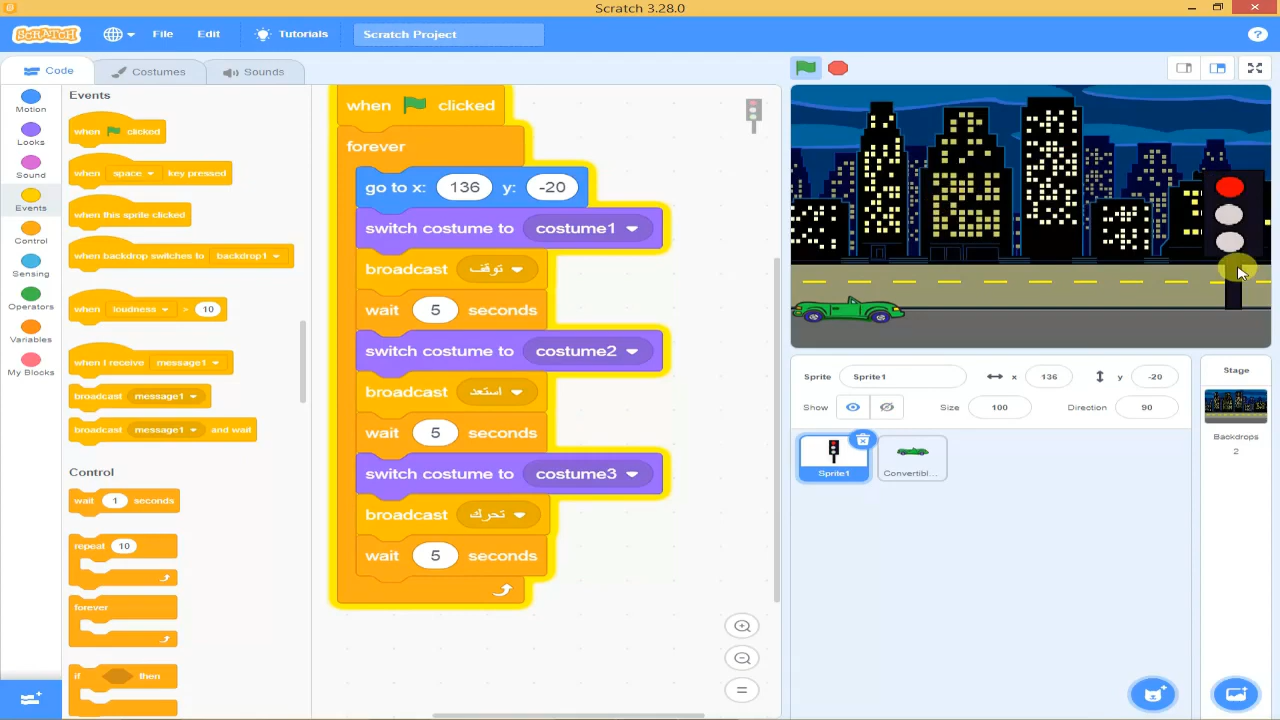 Scratch 3.28.0
SCRATCH File Edit Tutorials Scratch Project ?
Code Costumes Sounds
Motion
Looks
Sound
Events
Control
Sensing
Operators
Variables
My Blocks
Events
when clicked
when space key pressed
when this sprite clicked
when backdrop switches to backdrop1
when loudness > 10
when I receive message1
broadcast message1
broadcast message1 and wait
Control
wait 1 seconds
repeat 10
forever
if then
when clicked
forever
go to x: 136 y: -20
switch costume to costume1
broadcast توقف
wait 5 seconds
switch costume to costume2
broadcast استعد
wait 5 seconds
switch costume to costume3
broadcast تحرك
wait 5 seconds
Sprite Sprite1 x 136 y -20
Show Size 100 Direction 90
Sprite1
Convertibl...
Stage
Backdrops
2